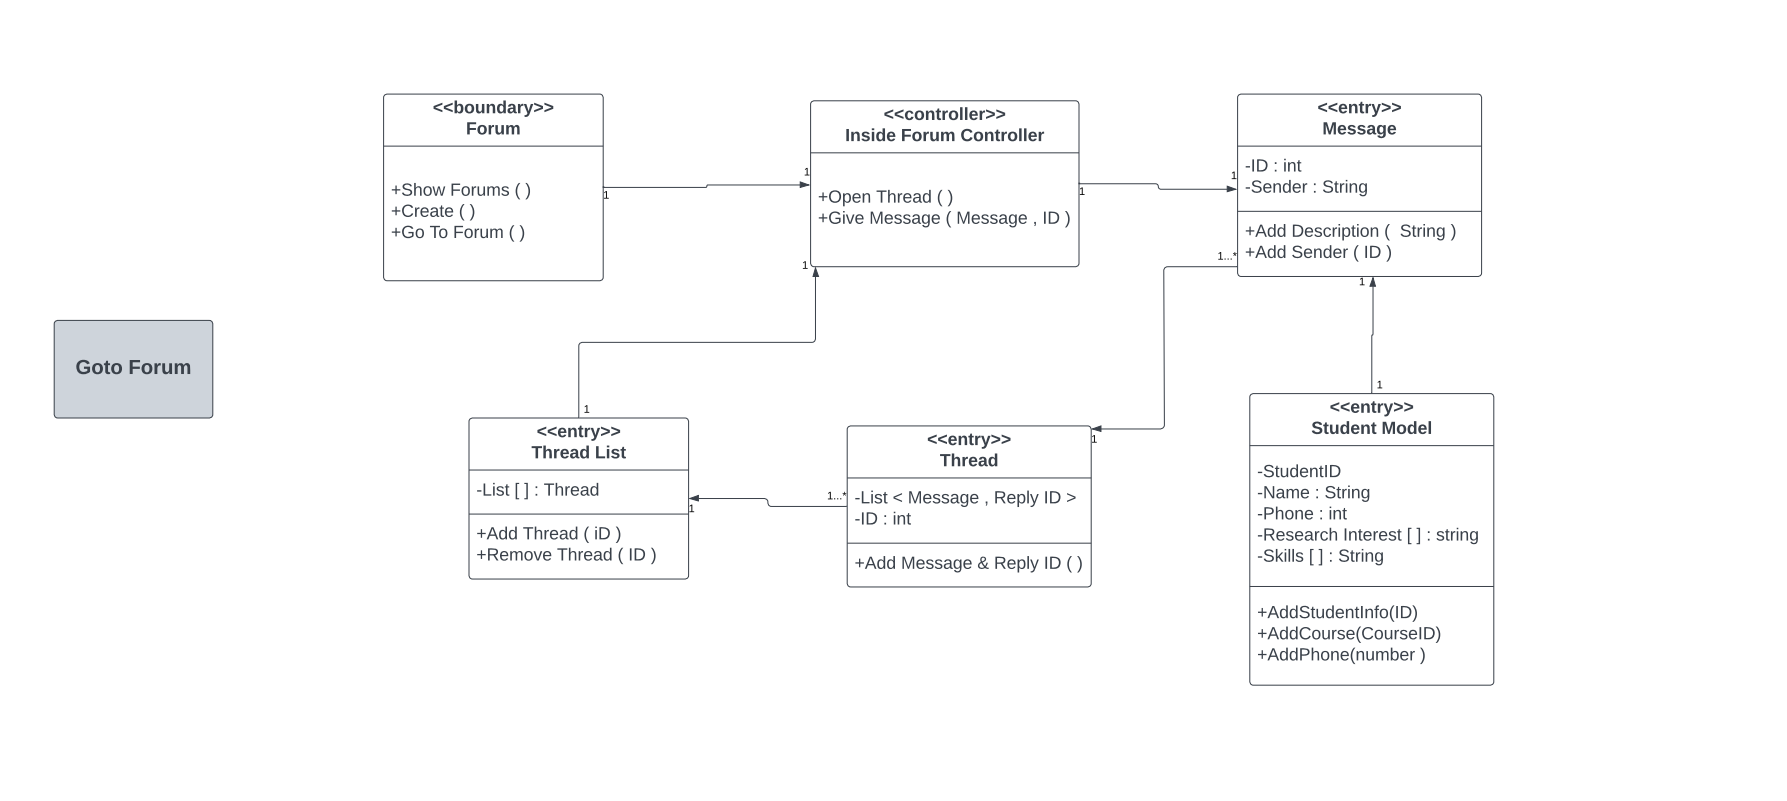 Goto Forum
<<boundary>>
Forum
+Show Forums ( )
+Create ( )
+Go To Forum ( )
1
1
<<controller>>
Inside Forum Controller
+Open Thread ( )
+Give Message ( Message , ID )
1
1
1
<<entry>>
Message
-ID : int
-Sender : String
+Add Description (  String )
+Add Sender ( ID )
1...*
1
1
<<entry>>
Thread List
-List [ ] : Thread
+Add Thread ( iD )
+Remove Thread ( ID )
1
1
1...*
<<entry>>
Thread
-List < Message , Reply ID >
-ID : int
+Add Message & Reply ID ( )
1
1
<<entry>>
Student Model
-StudentID
-Name : String
-Phone : int
-Research Interest [ ] : string
-Skills [ ] : String
+AddStudentInfo(ID)
+AddCourse(CourseID)
+AddPhone(number )